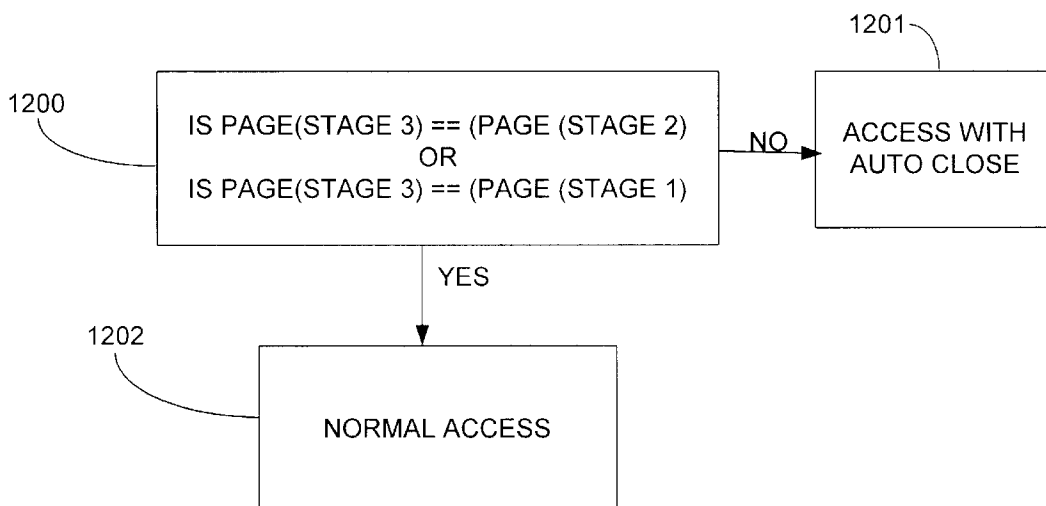 1201
1200
IS PAGE(STAGE 3) == (PAGE (STAGE 2)
OR
IS PAGE(STAGE 3) == (PAGE (STAGE 1)
NO
ACCESS WITH
AUTO CLOSE
YES
1202
NORMAL ACCESS